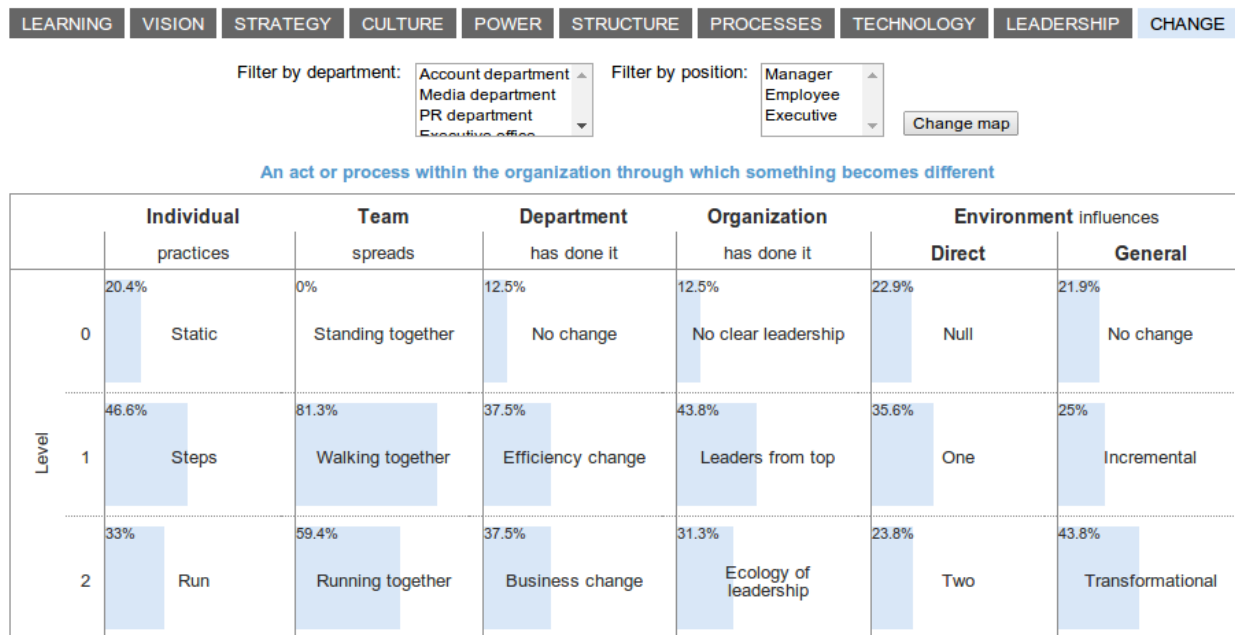 LEARNING VISION STRATEGY CULTURE POWER STRUCTURE PROCESSES TECHNOLOGY LEADERSHIP CHANGE
Filter by department: Account department Filter by position: Manager
Media department Employee
PR department Executive
Executive office Change map
An act or process within the organization through which something becomes different
Individual Team Department Organization Environment influences
practices spreads has done it has done it Direct General
20.4% 0% 12.5% 12.5% 22.9% 21.9%
0 Static Standing together No change No clear leadership Null No change
46.6% 81.3% 37.5% 43.8% 35.6% 25%
Level 1 Steps Walking together Efficiency change Leaders from top One Incremental
33% 59.4% 37.5% 31.3% 23.8% 43.8%
2 Run Running together Business change Ecology of leadership Two Transformational